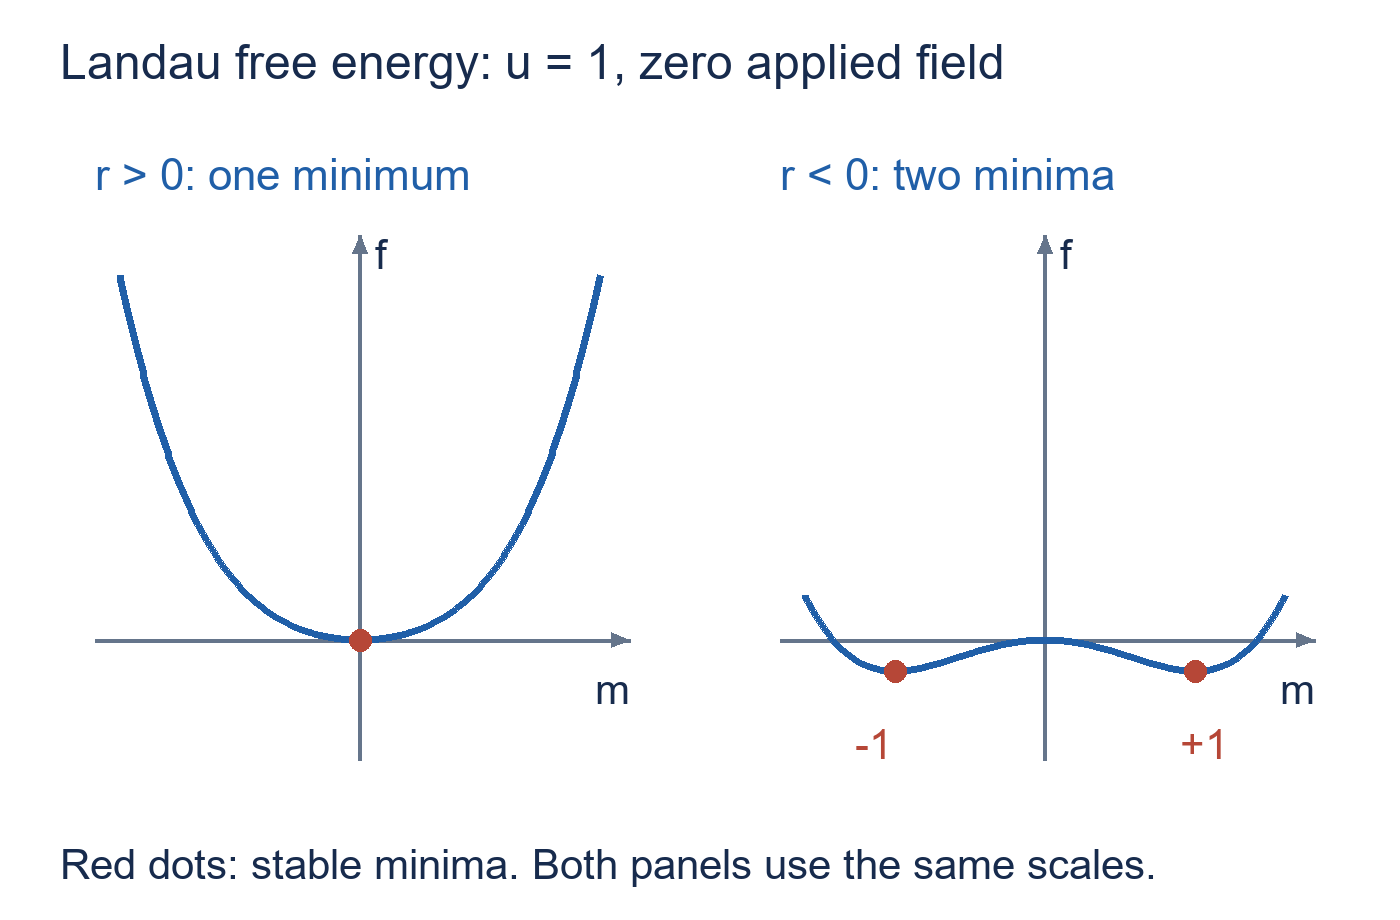 Landau free energy: u = 1, zero applied field
r > 0: one minimum
r < 0: two minima
f
f
m
m
-1
+1
Red dots: stable minima. Both panels use the same scales.